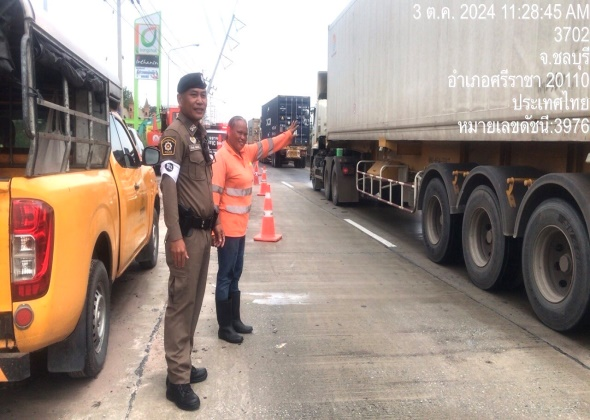 3 ต.ค. 2024 11:28:45 AM
3702
จ.ชลบุรี
อำเภอศรีราชา 20110
ประเทศไทย
หมายเลขดัชนี:3976